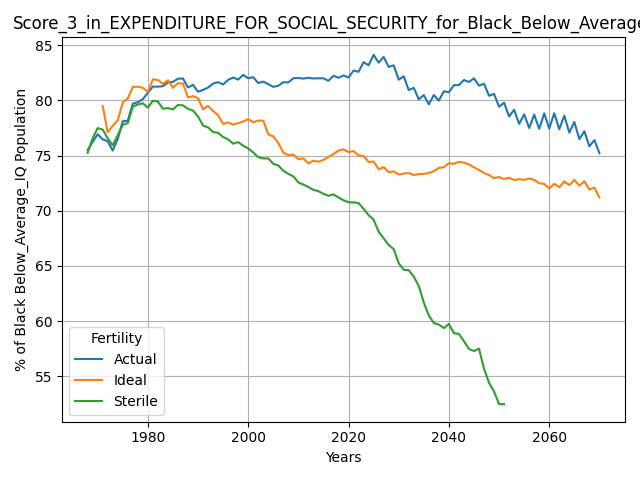 Score_3_in_EXPENDITURE_FOR_SOCIAL_SECURITY_for_Black_Below_Average
85
80
75
70
65
60
55
% of Black Below_Average_IQ Population
Fertility
Actual
Ideal
Sterile
1980
2000
2020
2040
2060
Years